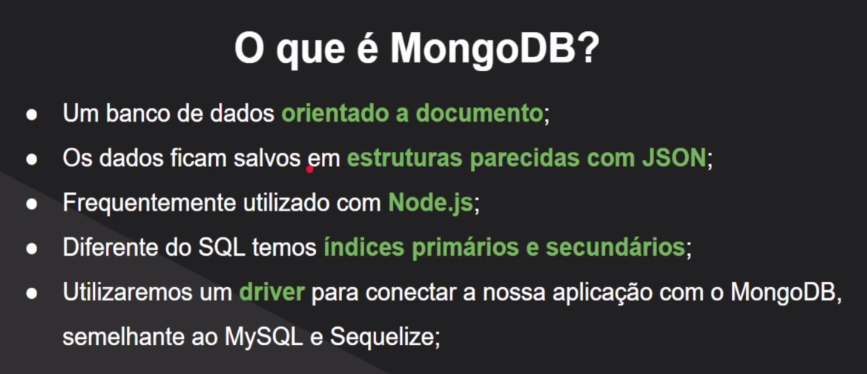 O que é MongoDB?
● Um banco de dados orientado a documento;
● Os dados ficam salvos em estruturas parecidas com JSON;
● Frequentemente utilizado com Node.js;
● Diferente do SQL temos índices primários e secundários;
● Utilizaremos um driver para conectar a nossa aplicação com o MongoDB,
semelhante ao MySQL e Sequelize;